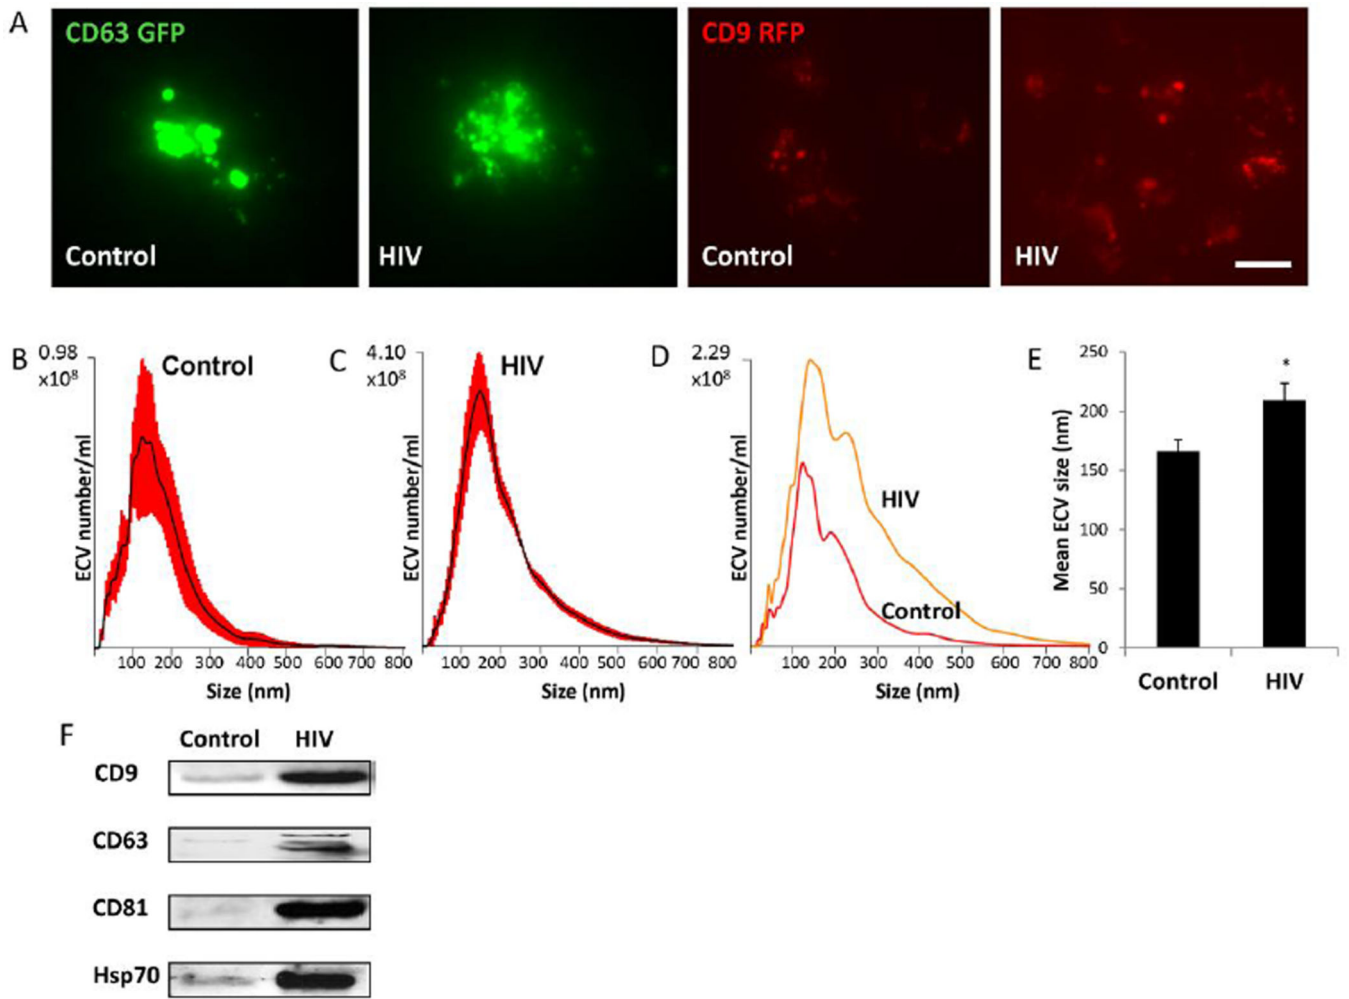 A
CD63 GFP
CD9 RFP
Control
HIV
Control
HIV
B
0.98
x10⁸
Control
ECV number/ml
100 200 300 400 500 600 700 800
Size (nm)
C
4.10
x10⁸
HIV
ECV number/ml
100 200 300 400 500 600 700 800
Size (nm)
D
2.29
x10⁸
HIV
Control
ECV number/ml
100 200 300 400 500 600 700 800
Size (nm)
E
Mean ECV size (nm)
250
200
150
100
50
0
*
Control HIV
F
Control HIV
CD9
CD63
CD81
Hsp70